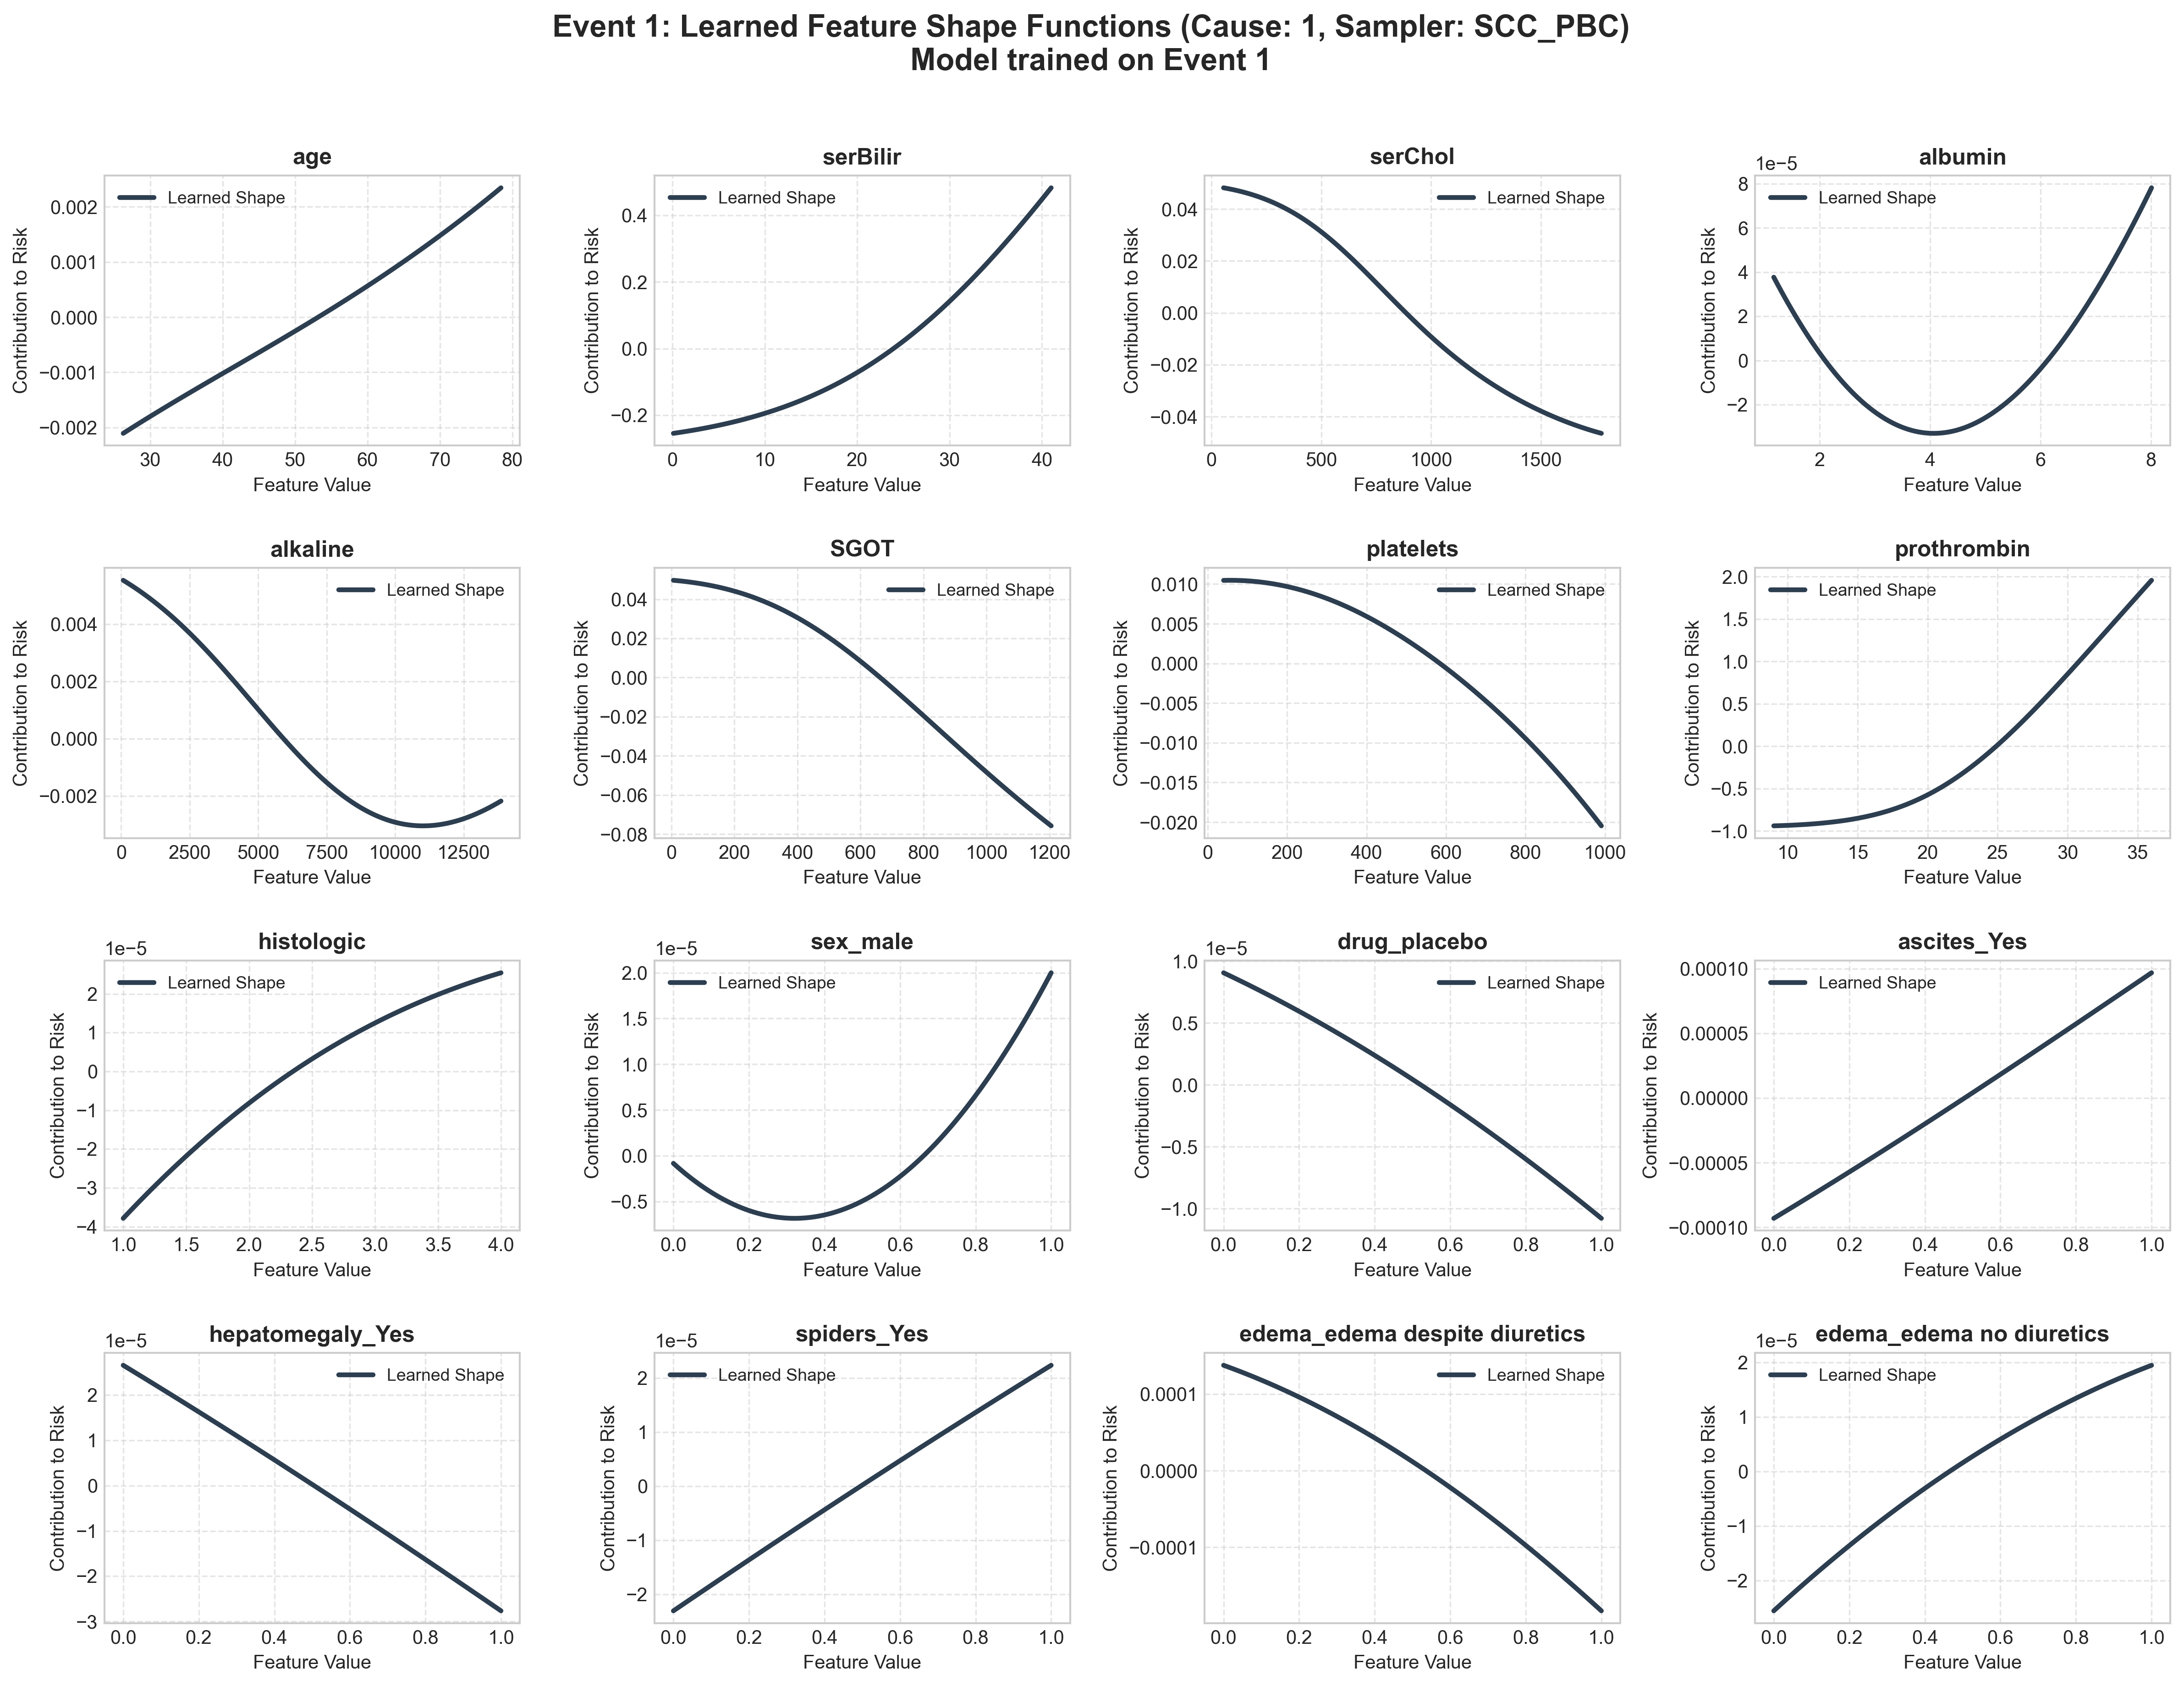 Event 1: Learned Feature Shape Functions (Cause: 1, Sampler: SCC_PBC)
Model trained on Event 1
age
Learned Shape
Contribution to Risk
0.002
0.001
0.000
−0.001
−0.002
30 40 50 60 70 80
Feature Value
serBilir
Learned Shape
Contribution to Risk
0.4
0.2
0.0
−0.2
0 10 20 30 40
Feature Value
serChol
Learned Shape
Contribution to Risk
0.04
0.02
0.00
−0.02
−0.04
0 500 1000 1500
Feature Value
albumin
1e−5
Learned Shape
Contribution to Risk
8
6
4
2
0
−2
2 4 6 8
Feature Value
alkaline
Learned Shape
Contribution to Risk
0.004
0.002
0.000
−0.002
0 2500 5000 7500 10000 12500
Feature Value
SGOT
Learned Shape
Contribution to Risk
0.04
0.02
0.00
−0.02
−0.04
−0.06
−0.08
0 200 400 600 800 1000 1200
Feature Value
platelets
Learned Shape
Contribution to Risk
0.010
0.005
0.000
−0.005
−0.010
−0.015
−0.020
0 200 400 600 800 1000
Feature Value
prothrombin
Learned Shape
Contribution to Risk
2.0
1.5
1.0
0.5
0.0
−0.5
−1.0
10 15 20 25 30 35
Feature Value
histologic
1e−5
Learned Shape
Contribution to Risk
2
1
0
−1
−2
−3
−4
1.0 1.5 2.0 2.5 3.0 3.5 4.0
Feature Value
sex_male
1e−5
Learned Shape
Contribution to Risk
2.0
1.5
1.0
0.5
0.0
−0.5
0.0 0.2 0.4 0.6 0.8 1.0
Feature Value
drug_placebo
1e−5
Learned Shape
Contribution to Risk
1.0
0.5
0.0
−0.5
−1.0
0.0 0.2 0.4 0.6 0.8 1.0
Feature Value
ascites_Yes
Learned Shape
Contribution to Risk
0.00010
0.00005
0.00000
−0.00005
−0.00010
0.0 0.2 0.4 0.6 0.8 1.0
Feature Value
hepatomegaly_Yes
1e−5
Learned Shape
Contribution to Risk
2
1
0
−1
−2
−3
0.0 0.2 0.4 0.6 0.8 1.0
Feature Value
spiders_Yes
1e−5
Learned Shape
Contribution to Risk
2
1
0
−1
−2
0.0 0.2 0.4 0.6 0.8 1.0
Feature Value
edema_edema despite diuretics
Learned Shape
Contribution to Risk
0.0001
0.0000
−0.0001
0.0 0.2 0.4 0.6 0.8 1.0
Feature Value
edema_edema no diuretics
1e−5
Learned Shape
Contribution to Risk
2
1
0
−1
−2
0.0 0.2 0.4 0.6 0.8 1.0
Feature Value